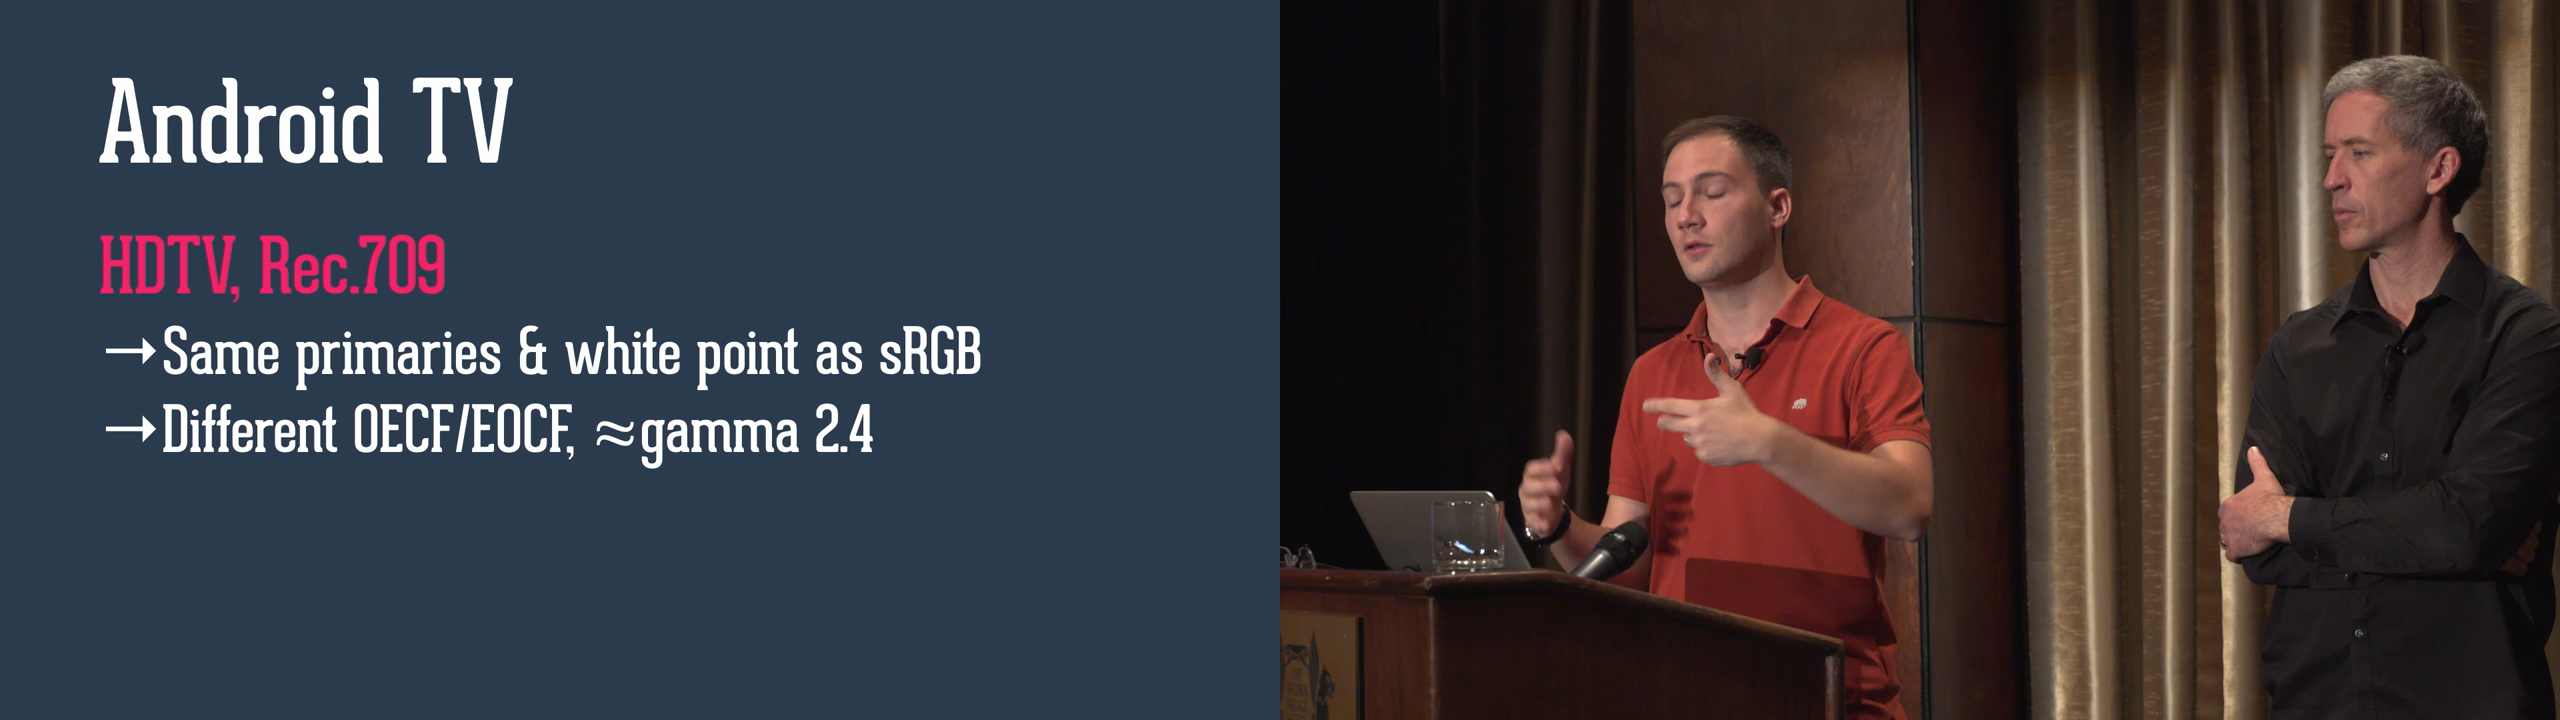 Android TV
HDTV, Rec.709
→Same primaries & white point as sRGB
→Different OECF/EOCF, ≈gamma 2.4